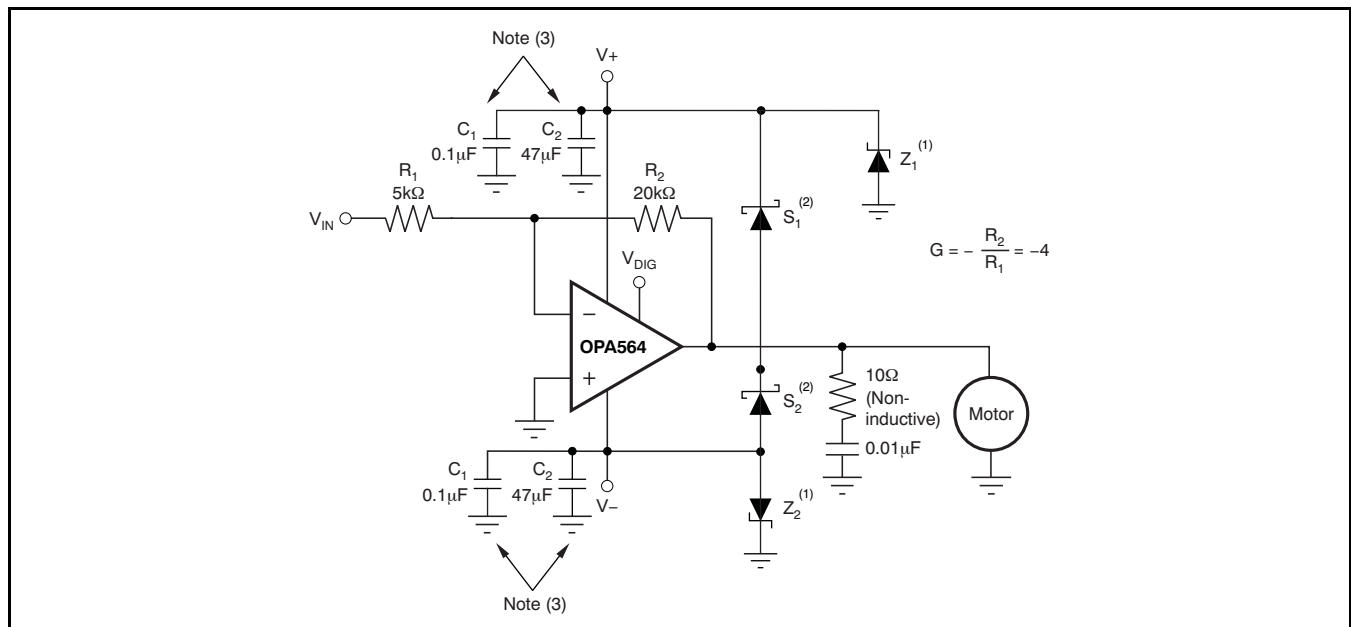 Note (3)
V+
C1
0.1µF
C2
47µF
Z1(1)
R1
5kΩ
R2
20kΩ
S1(2)
VIN
G = − R2/R1 = −4
VDIG
−
OPA564
+
10Ω
(Non-
inductive)
S2(2)
Motor
0.01µF
C1
0.1µF
C2
47µF
V−
Z2(1)
Note (3)